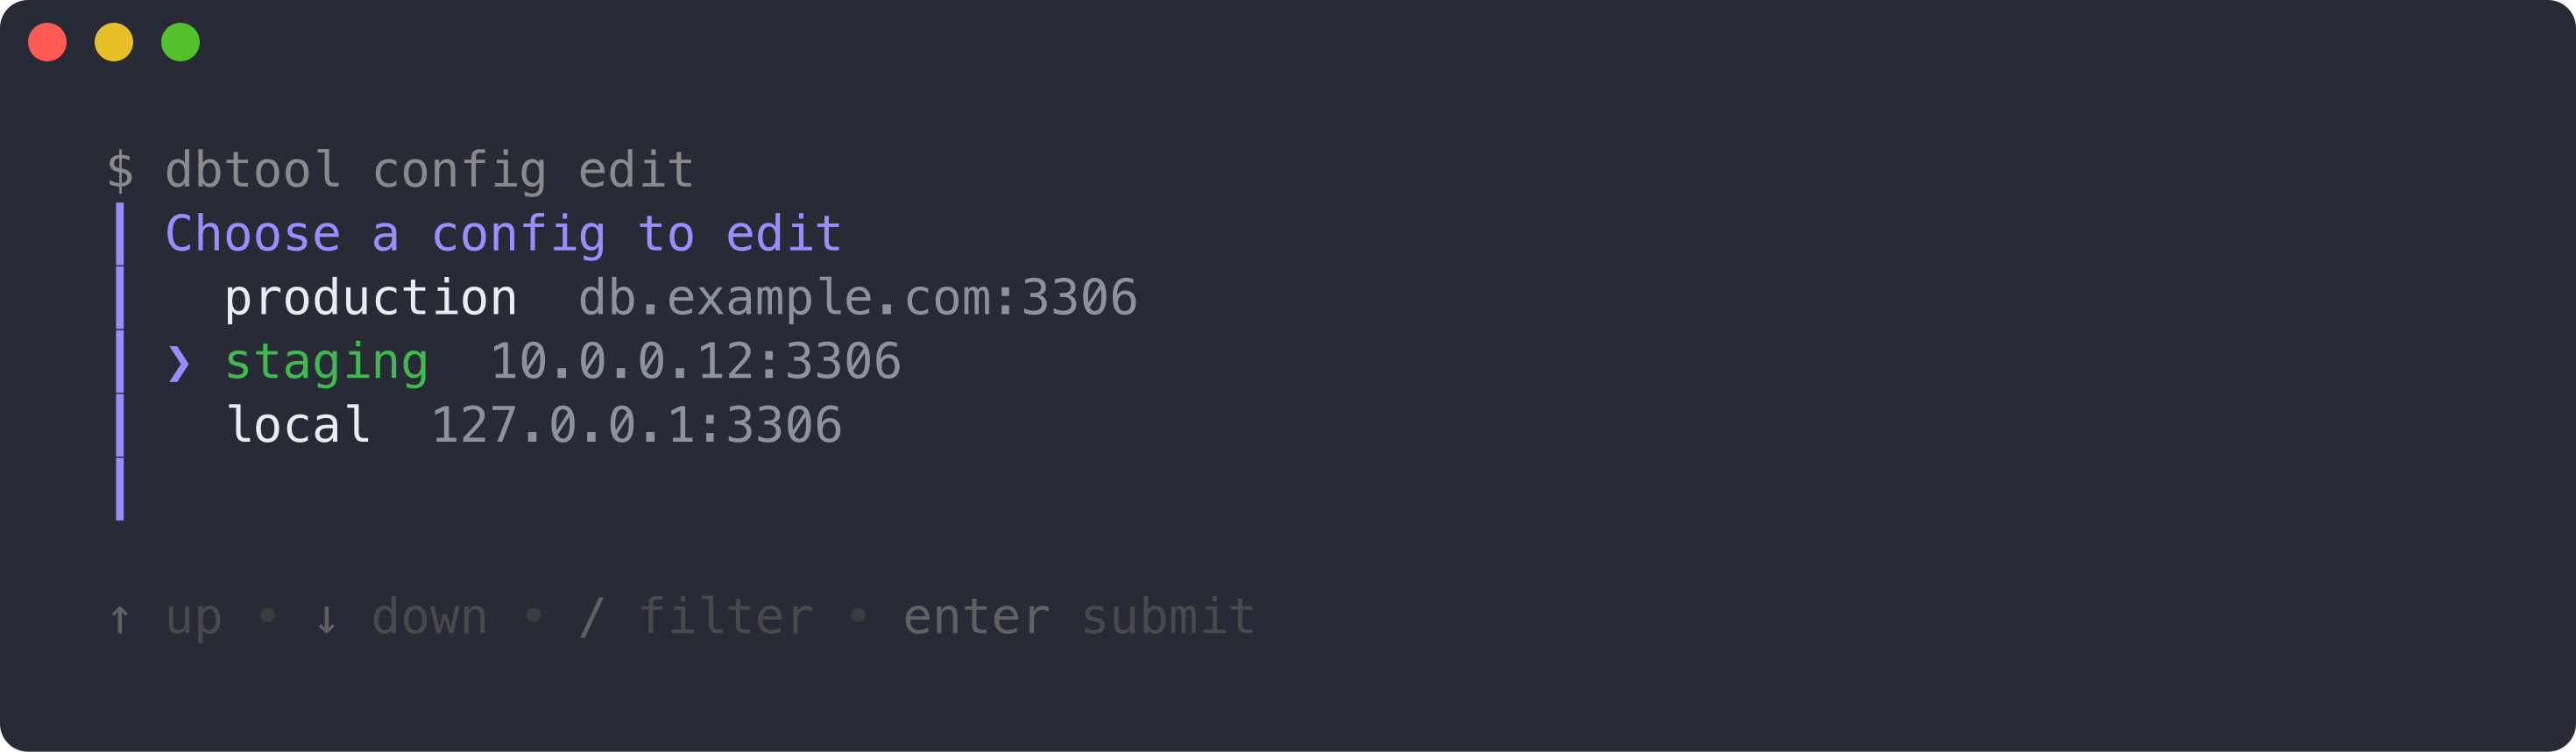 $ dbtool config edit
Choose a config to edit
production  db.example.com:3306
❯ staging  10.0.0.12:3306
local  127.0.0.1:3306
↑ up • ↓ down • / filter • enter submit